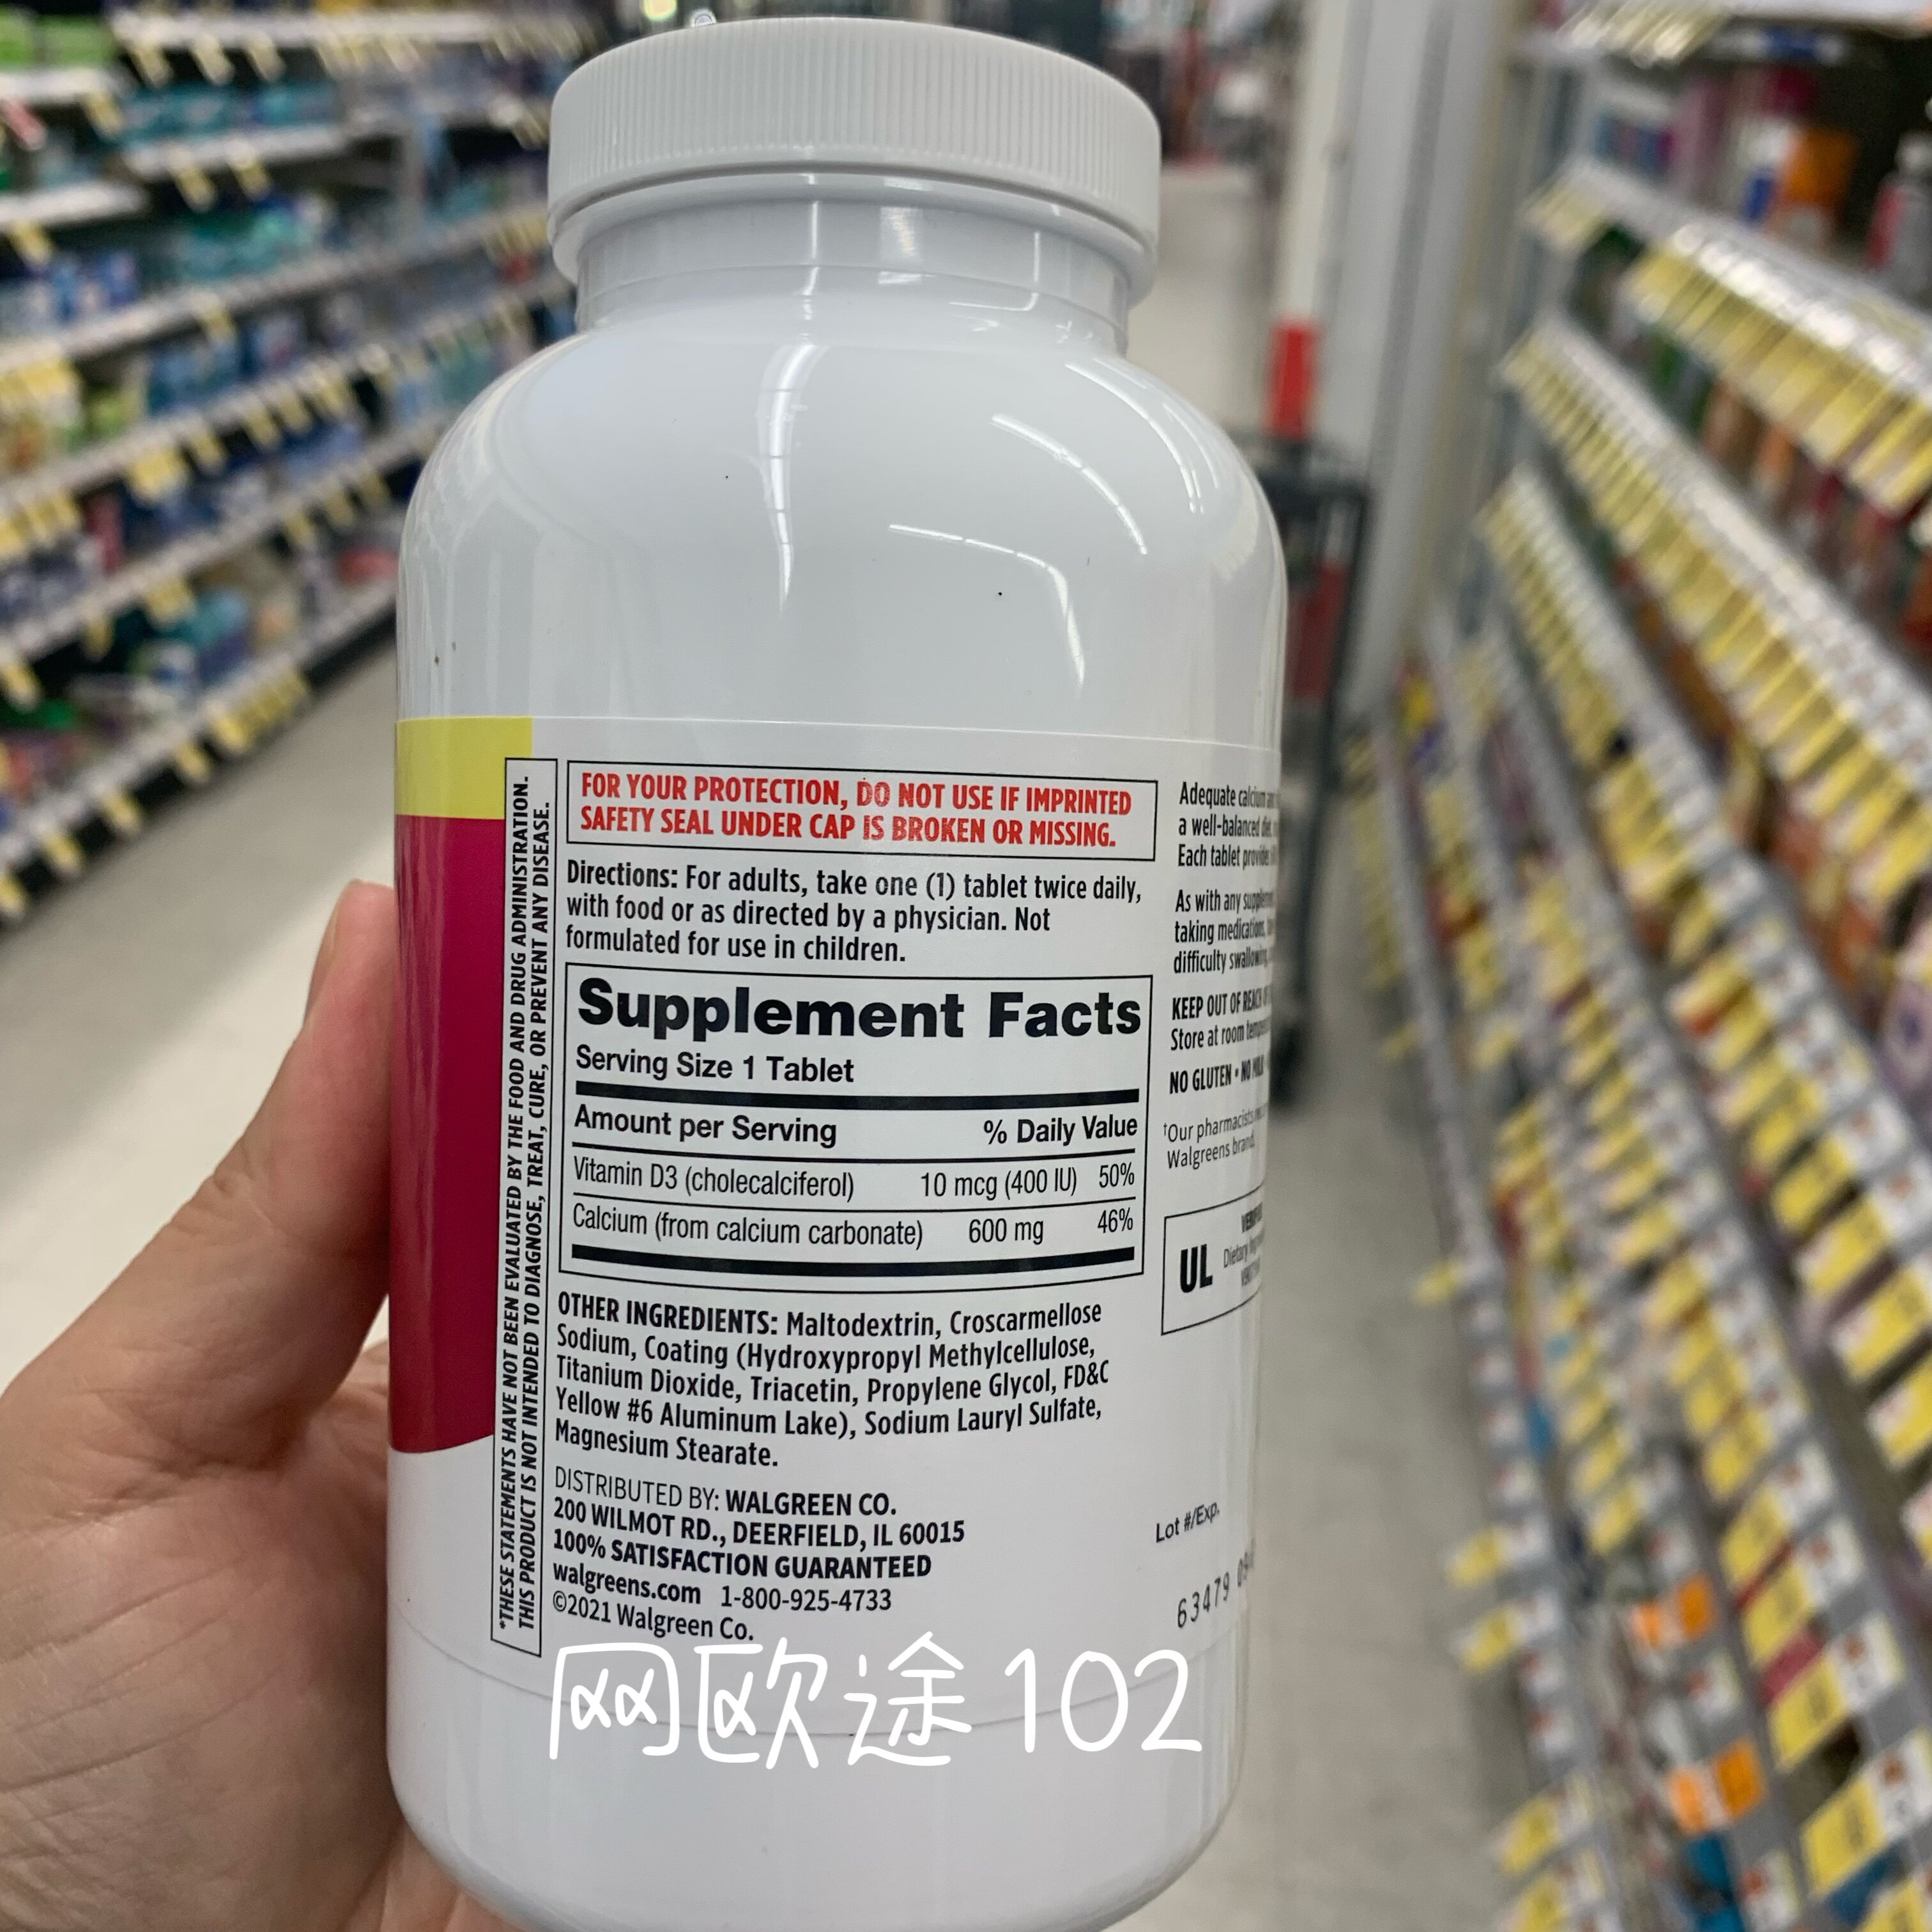 *THESE STATEMENTS HAVE NOT BEEN EVALUATED BY THE FOOD AND DRUG ADMINISTRATION.
THIS PRODUCT IS NOT INTENDED TO DIAGNOSE, TREAT, CURE, OR PREVENT ANY DISEASE.
FOR YOUR PROTECTION, DO NOT USE IF IMPRINTED
SAFETY SEAL UNDER CAP IS BROKEN OR MISSING.
Directions: For adults, take one (1) tablet twice daily,
with food or as directed by a physician. Not
formulated for use in children.
Supplement Facts
Serving Size 1 Tablet
Amount per Serving % Daily Value
Vitamin D3 (cholecalciferol) 10 mcg (400 IU) 50%
Calcium (from calcium carbonate) 600 mg 46%
OTHER INGREDIENTS: Maltodextrin, Croscarmellose
Sodium, Coating (Hydroxypropyl Methylcellulose,
Titanium Dioxide, Triacetin, Propylene Glycol, FD&C
Yellow #6 Aluminum Lake), Sodium Lauryl Sulfate,
Magnesium Stearate.
DISTRIBUTED BY: WALGREEN CO.
200 WILMOT RD., DEERFIELD, IL 60015
100% SATISFACTION GUARANTEED
walgreens.com 1-800-925-4733
©2021 Walgreen Co.
Adequate calcium
a well-balanced diet,
Each tablet provides
As with any supplement,
taking medications,
difficulty swallowing,
KEEP OUT OF REACH
Store at room
NO GLUTEN • NO
†Our pharmacists
Walgreens brand.
UL
Dietary
Lot #/Exp.
63479
网欧途102